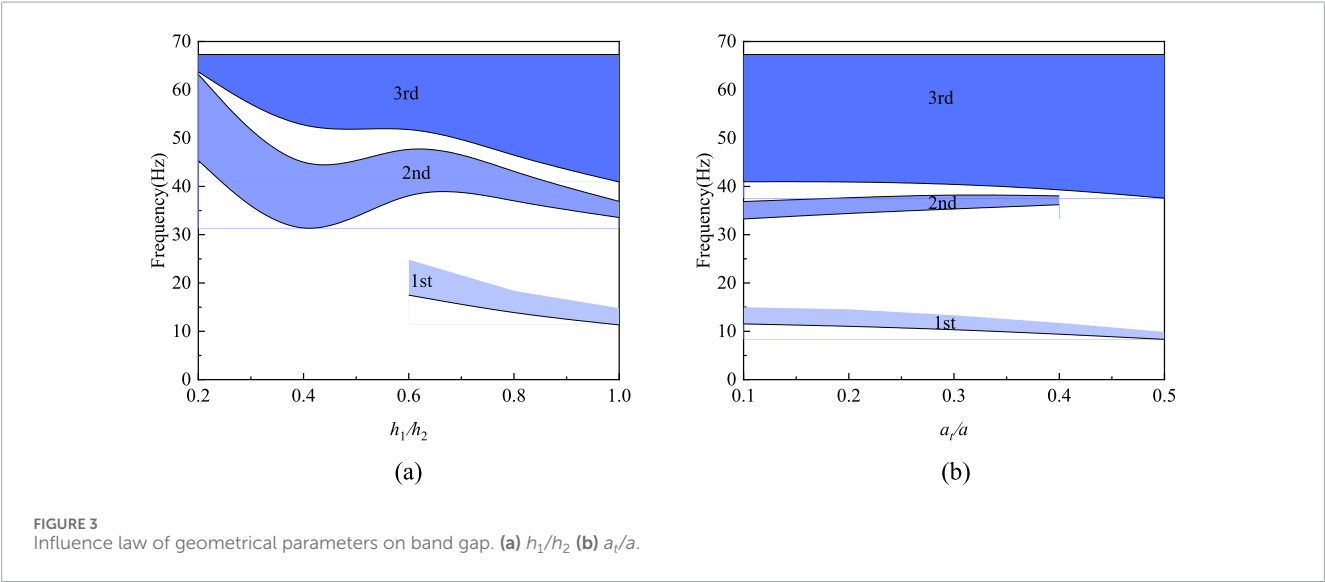 70
60
50
40
30
20
10
0
Frequency(Hz)
3rd
2nd
1st
0.2 0.4 0.6 0.8 1.0
h₁/h₂
(a)
70
60
50
40
30
20
10
0
Frequency(Hz)
3rd
2nd
1st
0.1 0.2 0.3 0.4 0.5
aₜ/a
(b)
FIGURE 3
Influence law of geometrical parameters on band gap. (a) h₁/h₂ (b) aₜ/a.